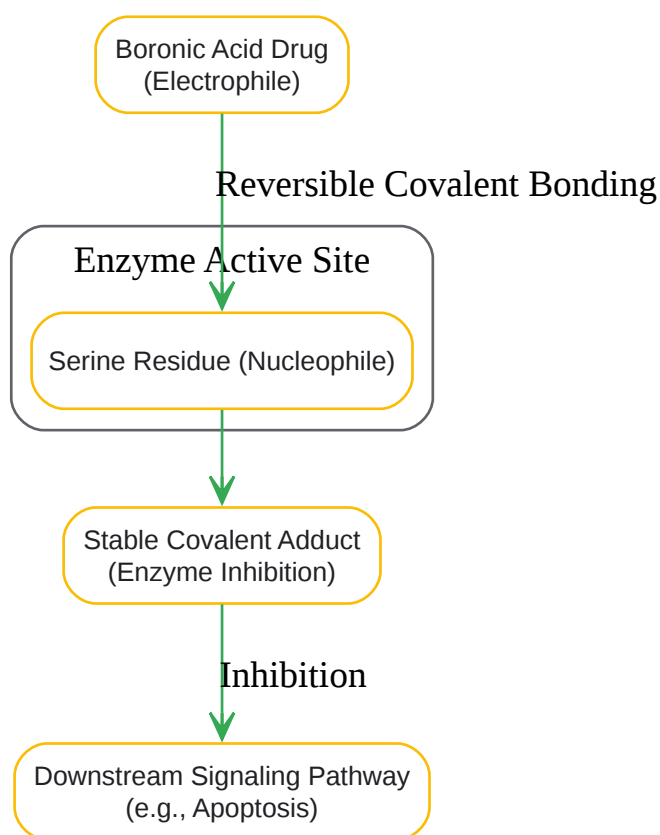 Boronic Acid Drug
(Electrophile)
Reversible Covalent Bonding
Enzyme Active Site
Serine Residue (Nucleophile)
Stable Covalent Adduct
(Enzyme Inhibition)
Inhibition
Downstream Signaling Pathway
(e.g., Apoptosis)